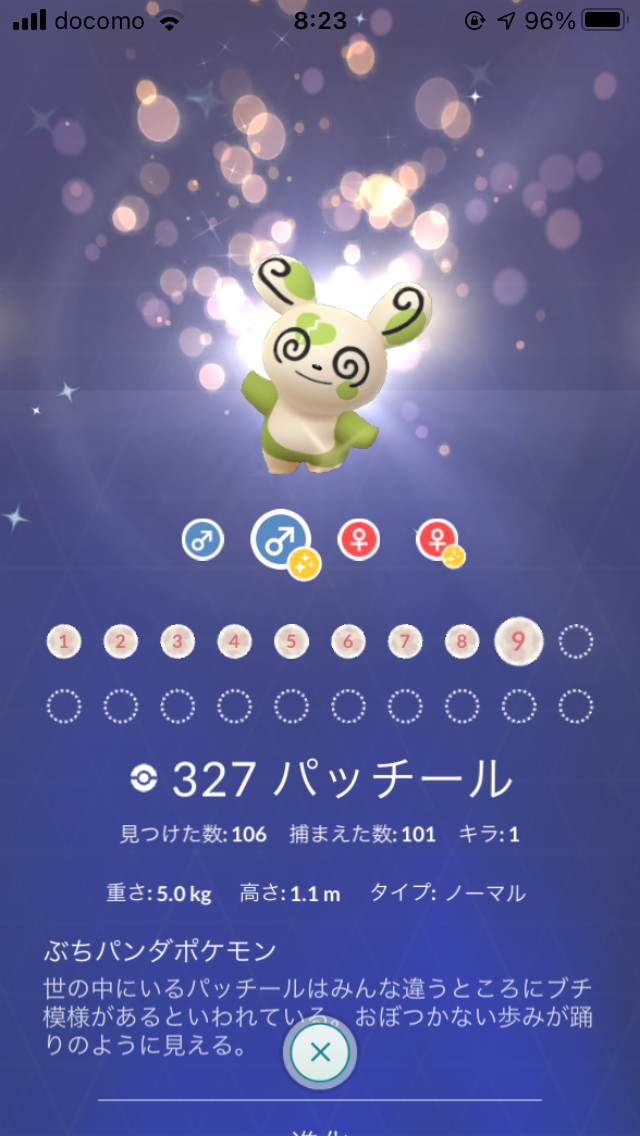 docomo 8:23 96%
1 2 3 4 5 6 7 8 9
327 パッチール
見つけた数: 106 捕まえた数: 101 キラ: 1
重さ: 5.0 kg 高さ: 1.1 m タイプ: ノーマル
ぶちパンダポケモン
世の中にいるパッチールはみんな違うところにブチ
模様があるといわれている。おぼつかない歩みが踊
りのように見える。
進化